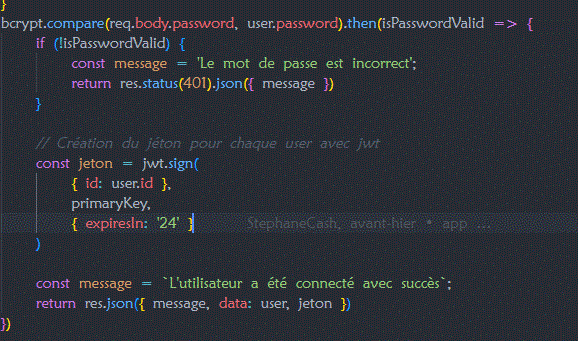 }
bcrypt.compare(req.body.password, user.password).then(isPasswordValid => {
    if (!isPasswordValid) {
        const message = 'Le mot de passe est incorrect';
        return res.status(401).json({ message })
    }

    // Création du jéton pour chaque user avec jwt
    const jeton = jwt.sign(
        { id: user.id },
        primaryKey,
        { expiresIn: '24' }        StephaneCash, avant-hier • app ...
    )

    const message = `L'utilisateur a été connecté avec succès`;
    return res.json({ message, data: user, jeton })
})